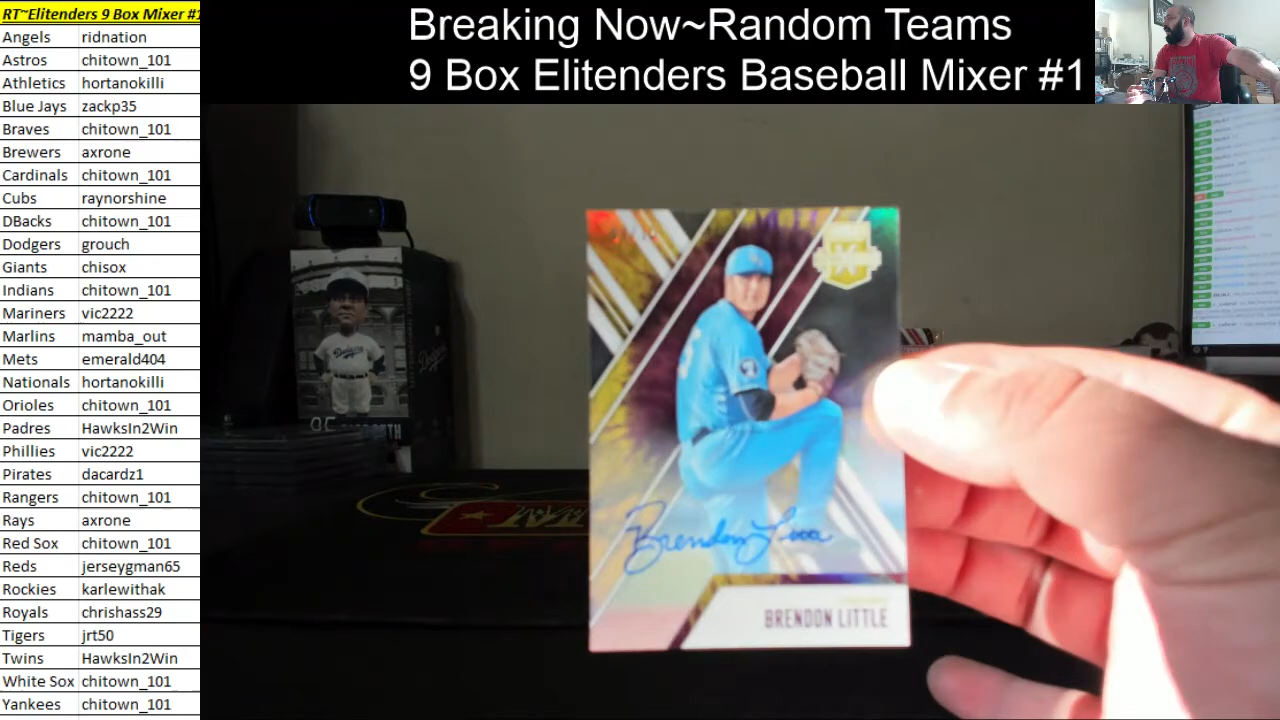 RT~Elitenders 9 Box Mixer #1
Angels ridnation
Astros chitown_101
Athletics hortanokilli
Blue Jays zackp35
Braves chitown_101
Brewers axrone
Cardinals chitown_101
Cubs raynorshine
DBacks chitown_101
Dodgers grouch
Giants chisox
Indians chitown_101
Mariners vic2222
Marlins mamba_out
Mets emerald404
Nationals hortanokilli
Orioles chitown_101
Padres HawksIn2Win
Phillies vic2222
Pirates dacardz1
Rangers chitown_101
Rays axrone
Red Sox chitown_101
Reds jerseygman65
Rockies karlewithak
Royals chrishass29
Tigers jrt50
Twins HawksIn2Win
White Sox chitown_101
Yankees chitown_101
Breaking Now~Random Teams
9 Box Elitenders Baseball Mixer #1
Dodgers
Brendon
BRENDON LITTLE